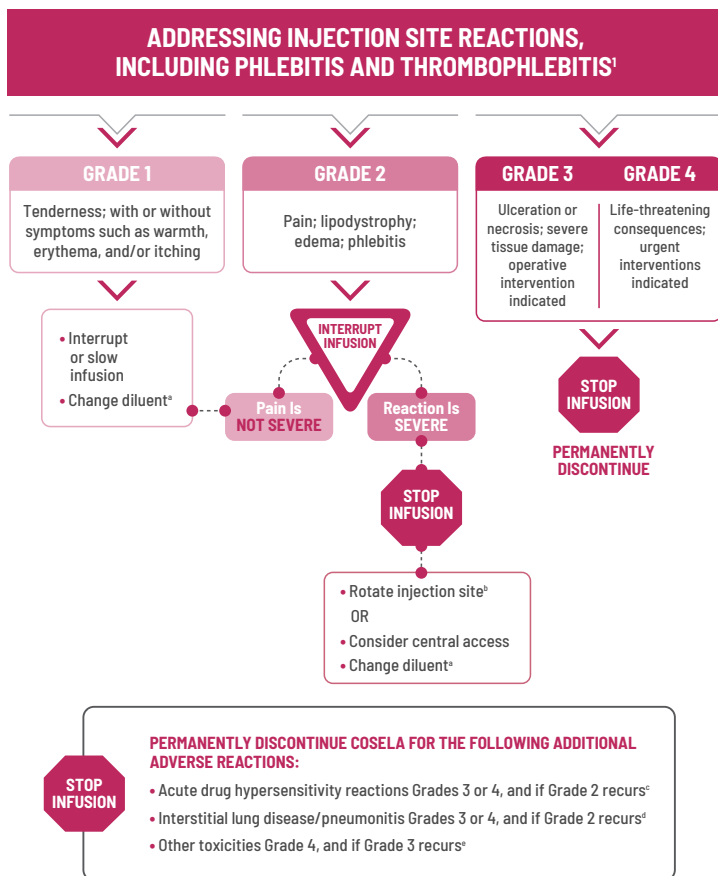 ADDRESSING INJECTION SITE REACTIONS,
INCLUDING PHLEBITIS AND THROMBOPHLEBITIS¹
GRADE 1
Tenderness; with or without
symptoms such as warmth,
erythema, and/or itching
• Interrupt
or slow
infusion
• Change diluentᵃ
GRADE 2
Pain; lipodystrophy;
edema; phlebitis
INTERRUPT
INFUSION
Pain Is
NOT SEVERE
Reaction Is
SEVERE
STOP
INFUSION
• Rotate injection siteᵇ
OR
• Consider central access
• Change diluentᵃ
GRADE 3
Ulceration or
necrosis; severe
tissue damage;
operative
intervention
indicated
GRADE 4
Life-threatening
consequences;
urgent
interventions
indicated
STOP
INFUSION
PERMANENTLY
DISCONTINUE
STOP
INFUSION
PERMANENTLY DISCONTINUE COSELA FOR THE FOLLOWING ADDITIONAL
ADVERSE REACTIONS:
• Acute drug hypersensitivity reactions Grades 3 or 4, and if Grade 2 recursᶜ
• Interstitial lung disease/pneumonitis Grades 3 or 4, and if Grade 2 recursᵈ
• Other toxicities Grade 4, and if Grade 3 recursᵉ